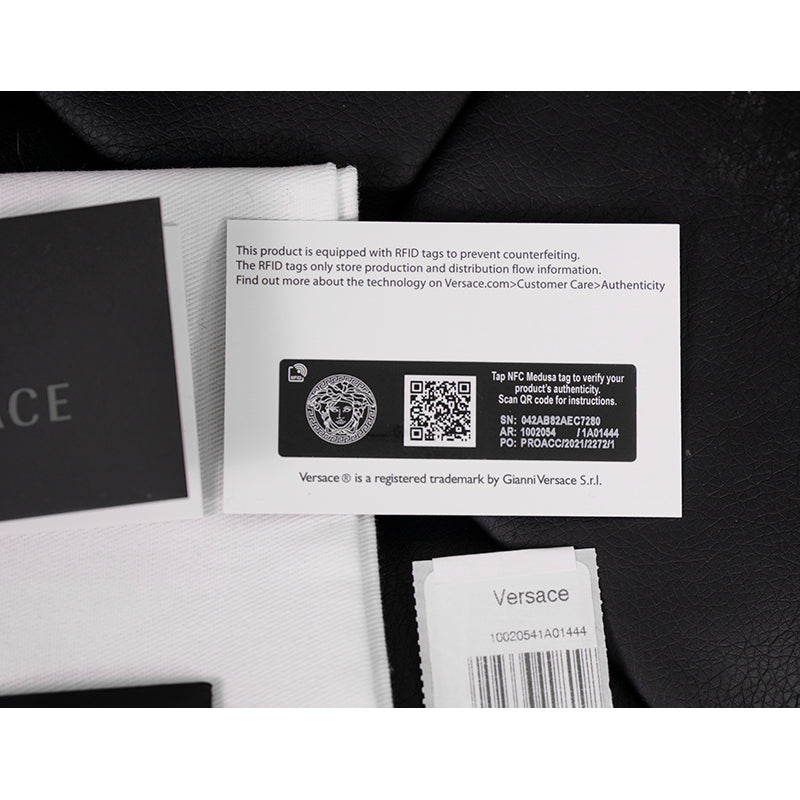 ACE
This product is equipped with RFID tags to prevent counterfeiting.
The RFID tags only store production and distribution flow information.
Find out more about the technology on Versace.com>Customer Care>Authenticity
Tap NFC Medusa tag to verify your
product's authenticity.
Scan QR code for instructions.
SN: 042AB82AEC7280
AR: 1002054 /1A01444
PO: PROACC/2021/2272/1
Versace ® is a registered trademark by Gianni Versace S.r.l.
Versace
10020541A01444